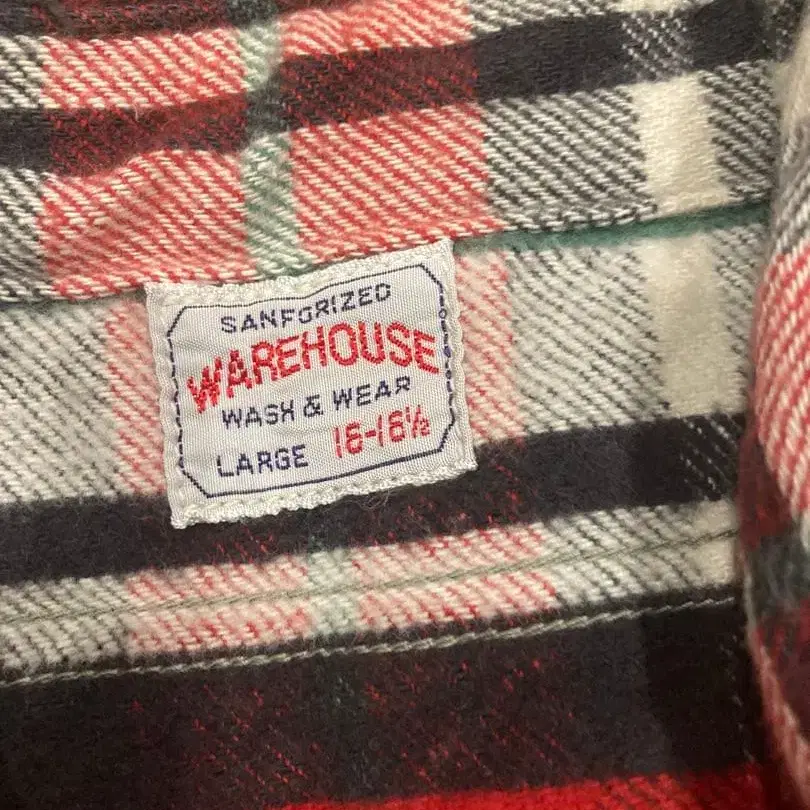 SANFORIZED
WAREHOUSE
WASH & WEAR
LARGE 16-16½